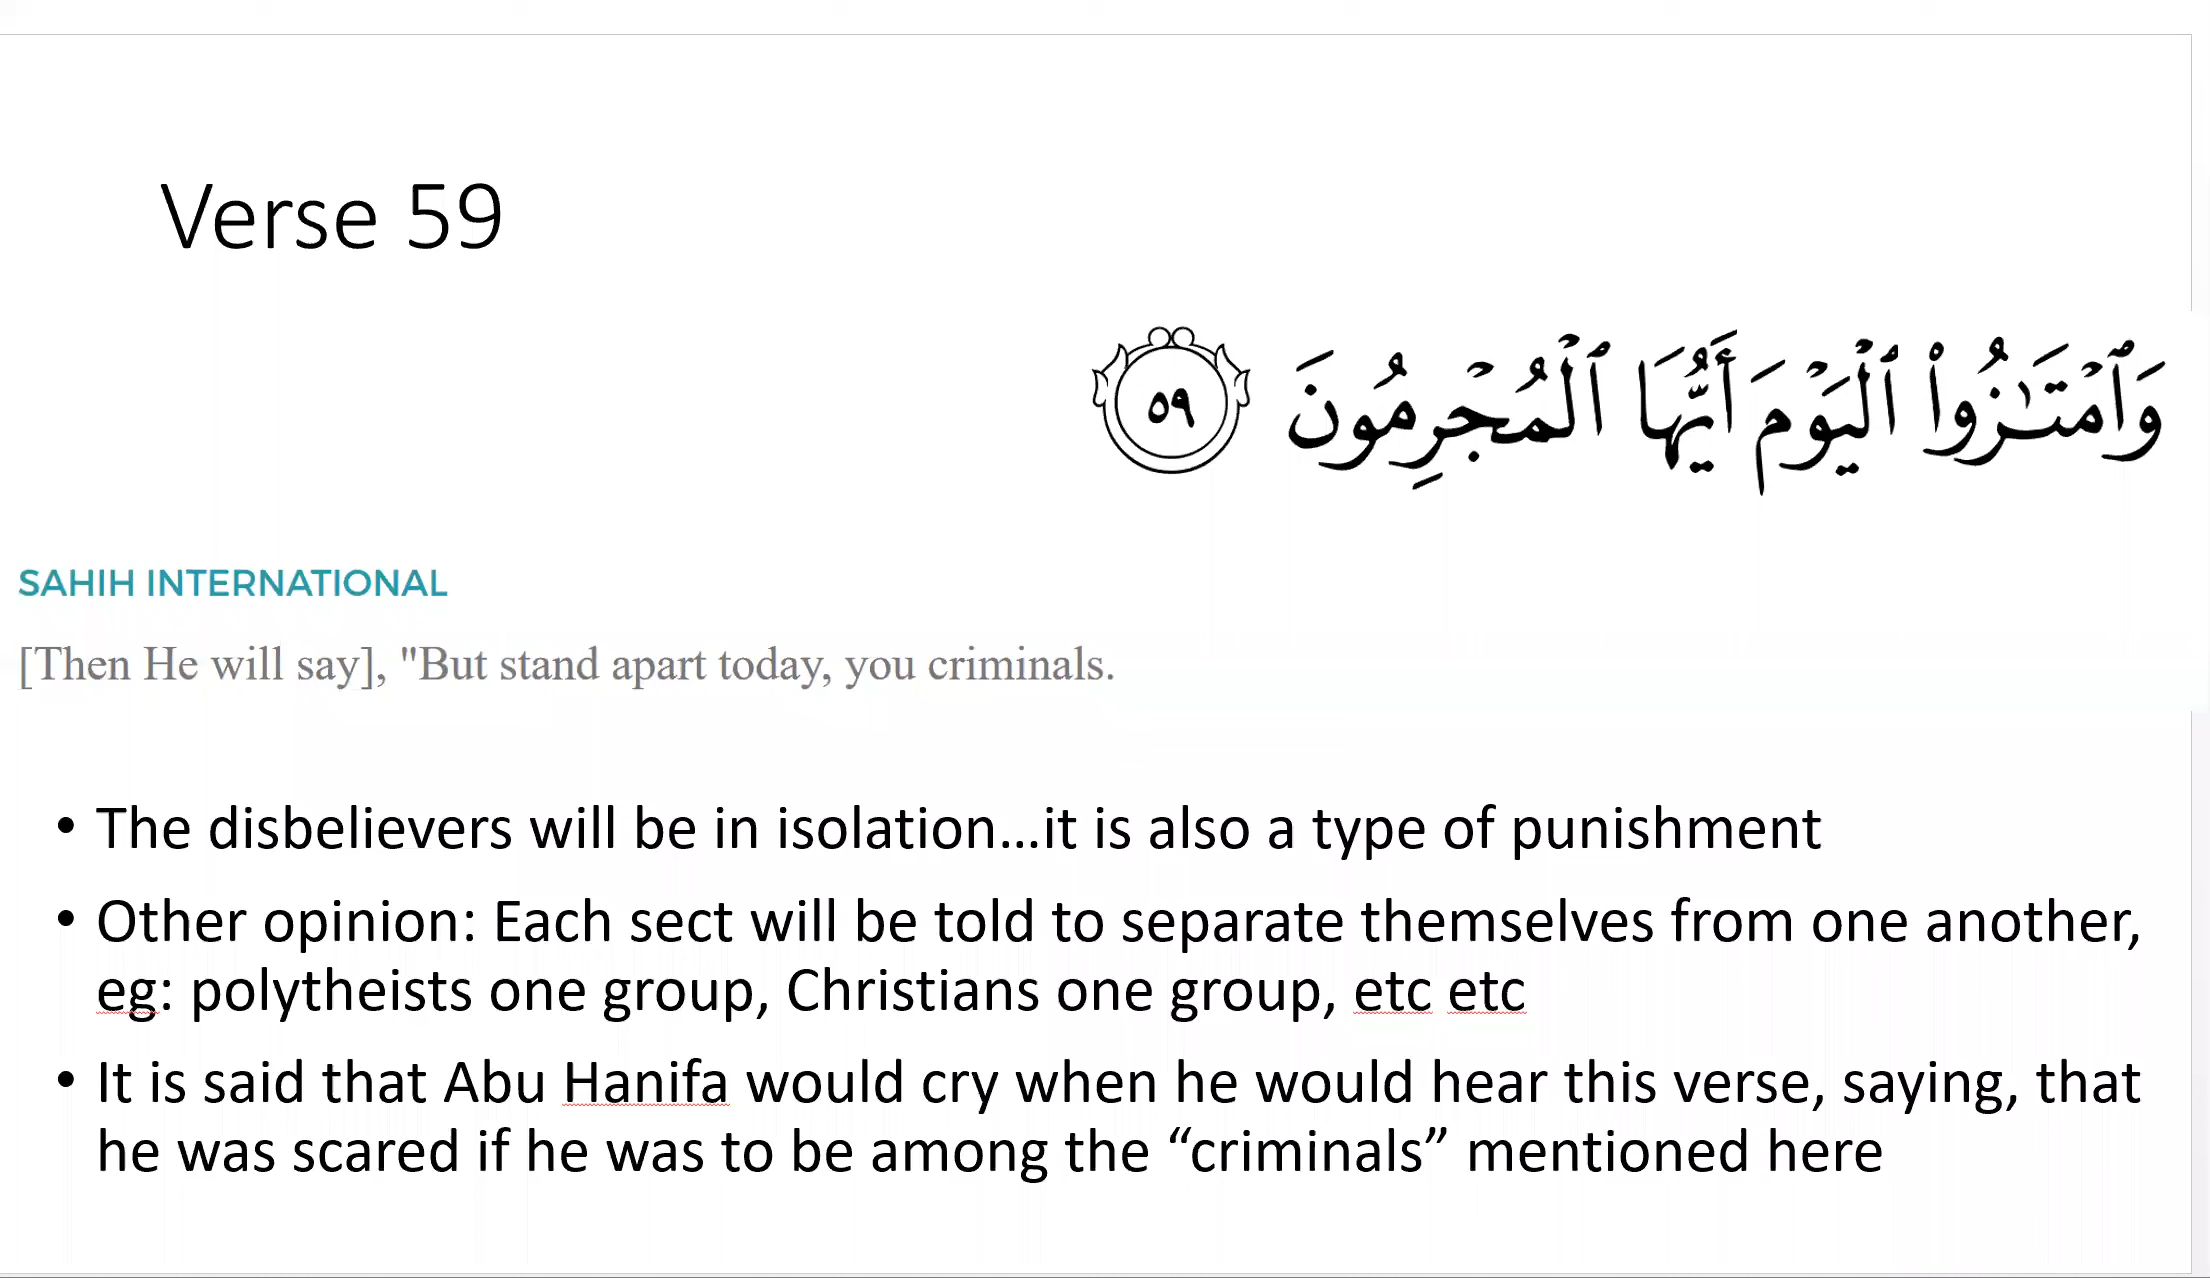 Verse 59
وَٱمْتَـٰزُوا۟ ٱلْيَوْمَ أَيُّهَا ٱلْمُجْرِمُونَ ٥٩
SAHIH INTERNATIONAL
[Then He will say], "But stand apart today, you criminals.
• The disbelievers will be in isolation…it is also a type of punishment
• Other opinion: Each sect will be told to separate themselves from one another,
eg: polytheists one group, Christians one group, etc etc
• It is said that Abu Hanifa would cry when he would hear this verse, saying, that
he was scared if he was to be among the “criminals” mentioned here